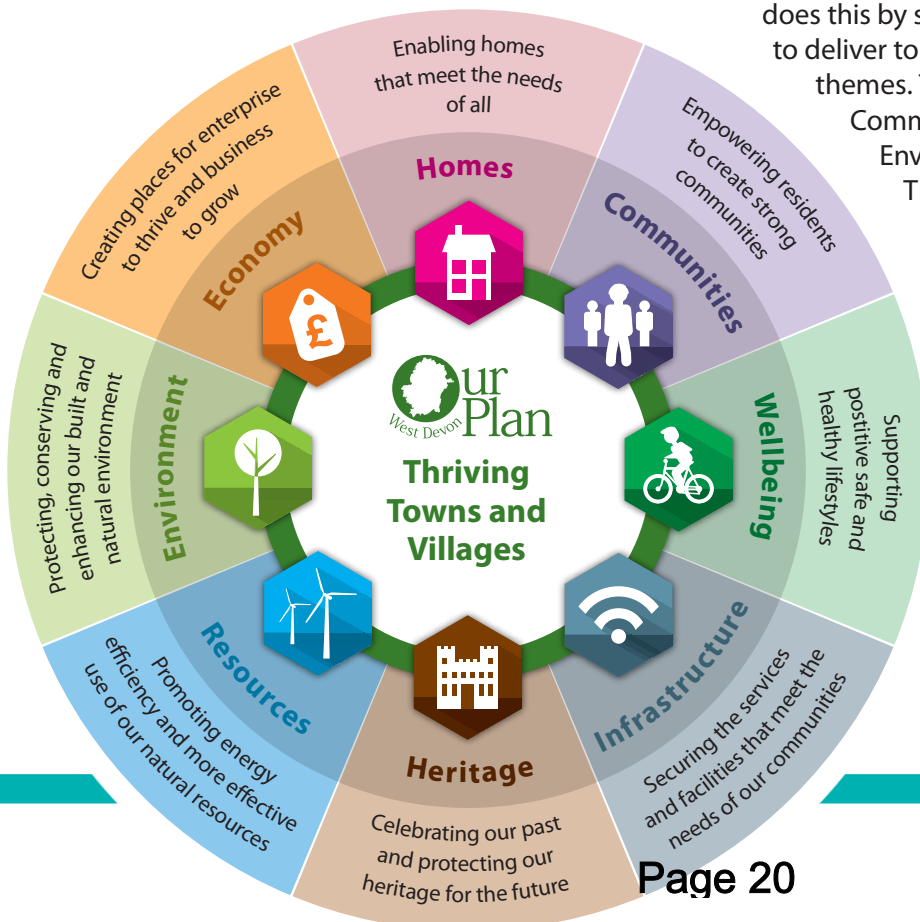 does this by s
to deliver to
themes. T
Comm
Env
T
Enabling homes
that meet the needs
of all
Homes
Empowering residents
to create strong
communities
Communities
Supporting
postitive safe and
healthy lifestyles
Wellbeing
Securing the services
and facilities that meet the
needs of our communities
Infrastructure
Celebrating our past
and protecting our
heritage for the future
Heritage
Promoting energy
efficiency and more effective
use of our natural resources
Resources
Protecting, conserving and
enhancing our built and
natural environment
Environment
Creating places for enterprise
to thrive and business
to grow
Economy
£
Our
Plan
West Devon
Thriving
Towns and
Villages
Page 20